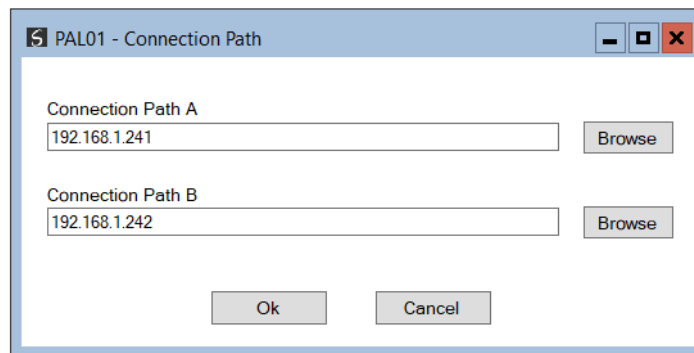 PAL01 - Connection Path
Connection Path A
192.168.1.241
Browse
Connection Path B
192.168.1.242
Browse
Ok
Cancel